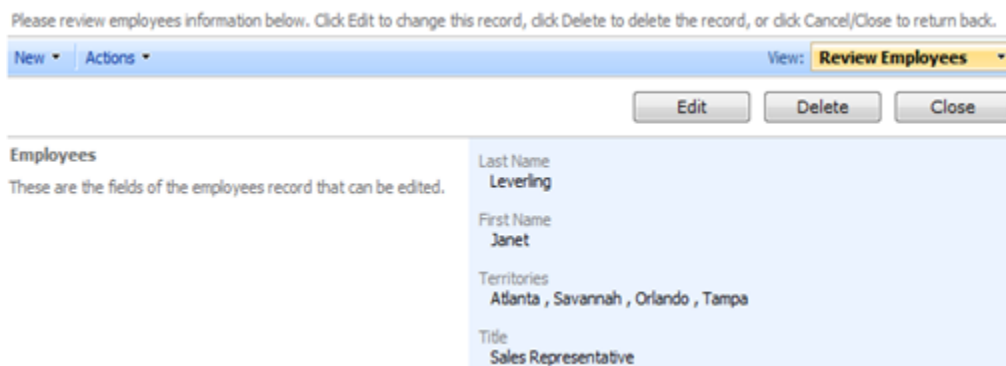 Please review employees information below. Click Edit to change this record, click Delete to delete the record, or click Cancel/Close to return back.
New Actions View: Review Employees
Edit Delete Close
Employees
These are the fields of the employees record that can be edited.
Last Name
Leverling
First Name
Janet
Territories
Atlanta , Savannah , Orlando , Tampa
Title
Sales Representative